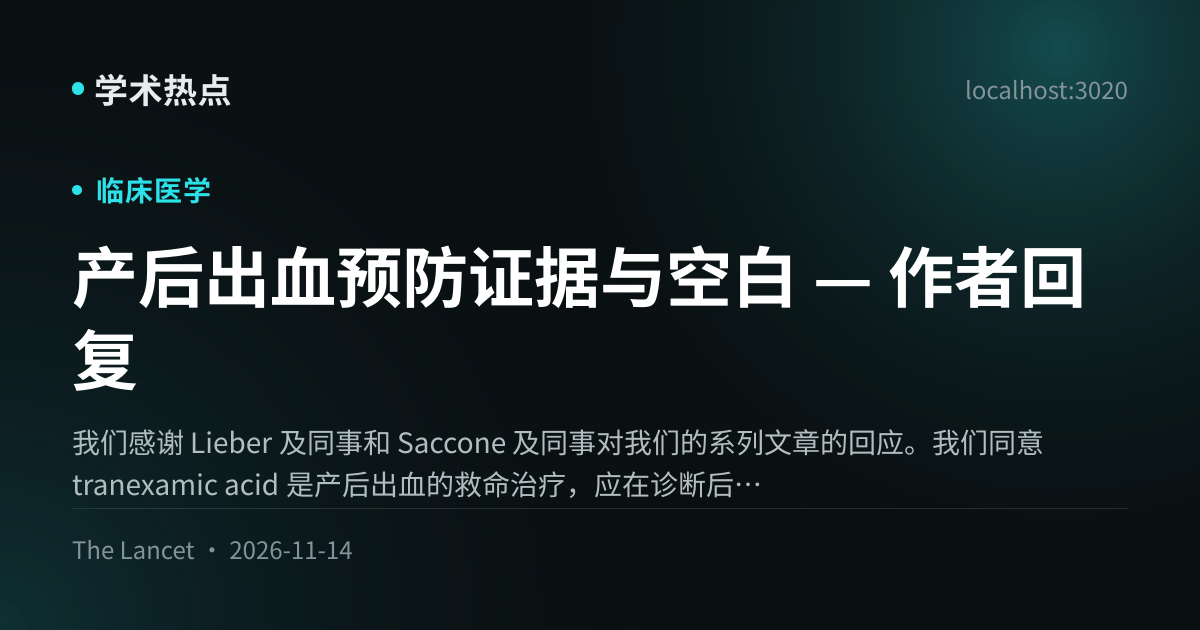 学术热点
localhost:3020
临床医学
产后出血预防证据与空白 — 作者回
复
我们感谢 Lieber 及同事和 Saccone 及同事对我们的系列文章的回应。我们同意
tranexamic acid 是产后出血的救命治疗，应在诊断后…
The Lancet • 2026-11-14